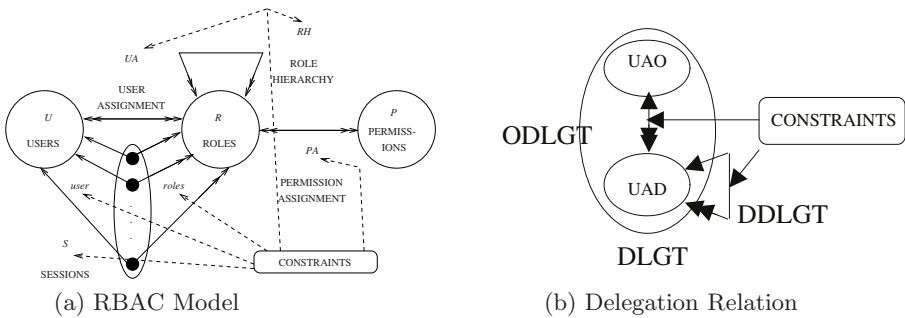 RH
UA
ROLE
HIERARCHY
USER
ASSIGNMENT
U
USERS
R
ROLES
P
PERMISS-
IONS
PA
user
roles
PERMISSION
ASSIGNMENT
S
SESSIONS
CONSTRAINTS
(a) RBAC Model
UAO
ODLGT
CONSTRAINTS
UAD
DDLGT
DLGT
(b) Delegation Relation